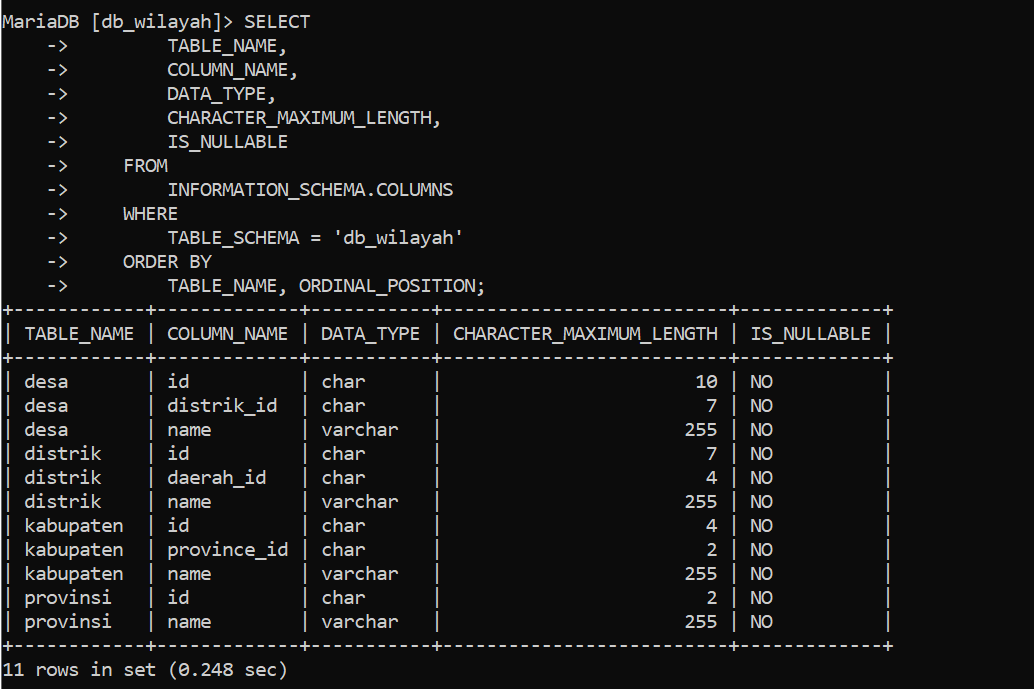 MariaDB [db_wilayah]> SELECT
    ->         TABLE_NAME,
    ->         COLUMN_NAME,
    ->         DATA_TYPE,
    ->         CHARACTER_MAXIMUM_LENGTH,
    ->         IS_NULLABLE
    ->     FROM
    ->         INFORMATION_SCHEMA.COLUMNS
    ->     WHERE
    ->         TABLE_SCHEMA = 'db_wilayah'
    ->     ORDER BY
    ->         TABLE_NAME, ORDINAL_POSITION;
+------------+-------------+-----------+--------------------------+-------------+
| TABLE_NAME | COLUMN_NAME | DATA_TYPE | CHARACTER_MAXIMUM_LENGTH | IS_NULLABLE |
+------------+-------------+-----------+--------------------------+-------------+
| desa       | id          | char      |                       10 | NO          |
| desa       | distrik_id  | char      |                        7 | NO          |
| desa       | name        | varchar   |                      255 | NO          |
| distrik    | id          | char      |                        7 | NO          |
| distrik    | daerah_id   | char      |                        4 | NO          |
| distrik    | name        | varchar   |                      255 | NO          |
| kabupaten  | id          | char      |                        4 | NO          |
| kabupaten  | province_id | char      |                        2 | NO          |
| kabupaten  | name        | varchar   |                      255 | NO          |
| provinsi   | id          | char      |                        2 | NO          |
| provinsi   | name        | varchar   |                      255 | NO          |
+------------+-------------+-----------+--------------------------+-------------+
11 rows in set (0.248 sec)